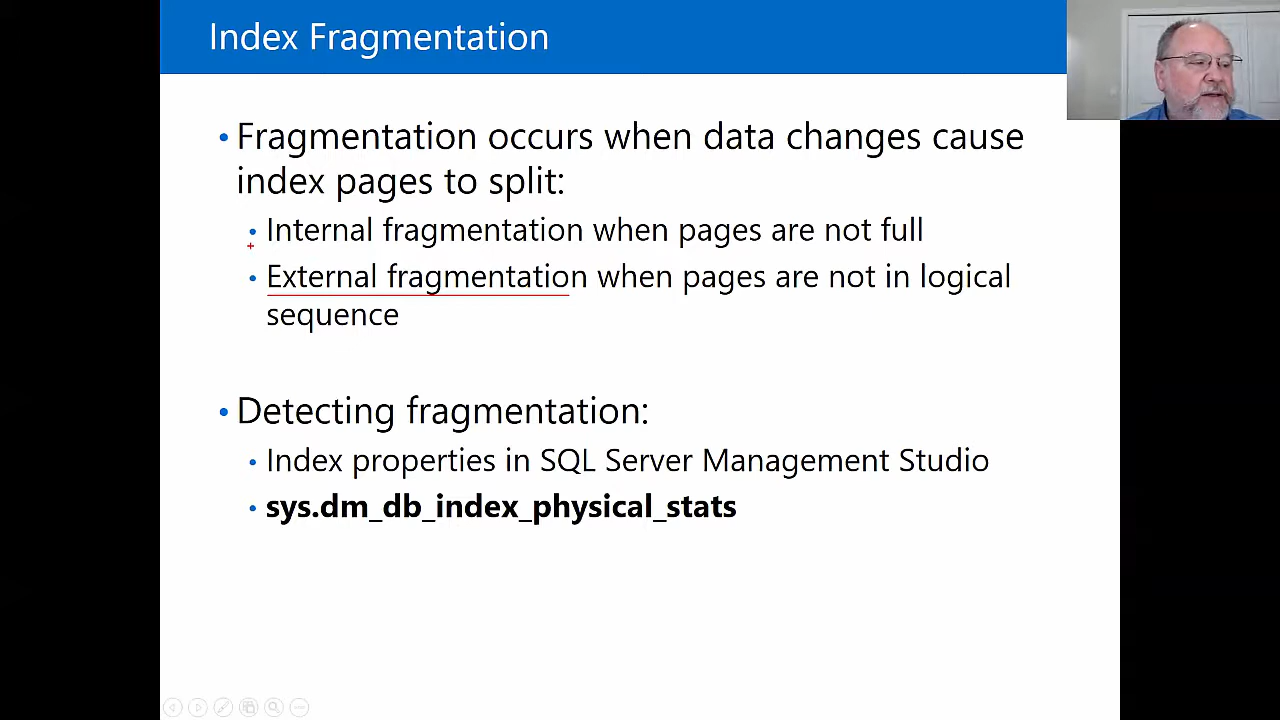 Index Fragmentation
• Fragmentation occurs when data changes cause
index pages to split:
• Internal fragmentation when pages are not full
• External fragmentation when pages are not in logical
sequence
• Detecting fragmentation:
• Index properties in SQL Server Management Studio
• sys.dm_db_index_physical_stats